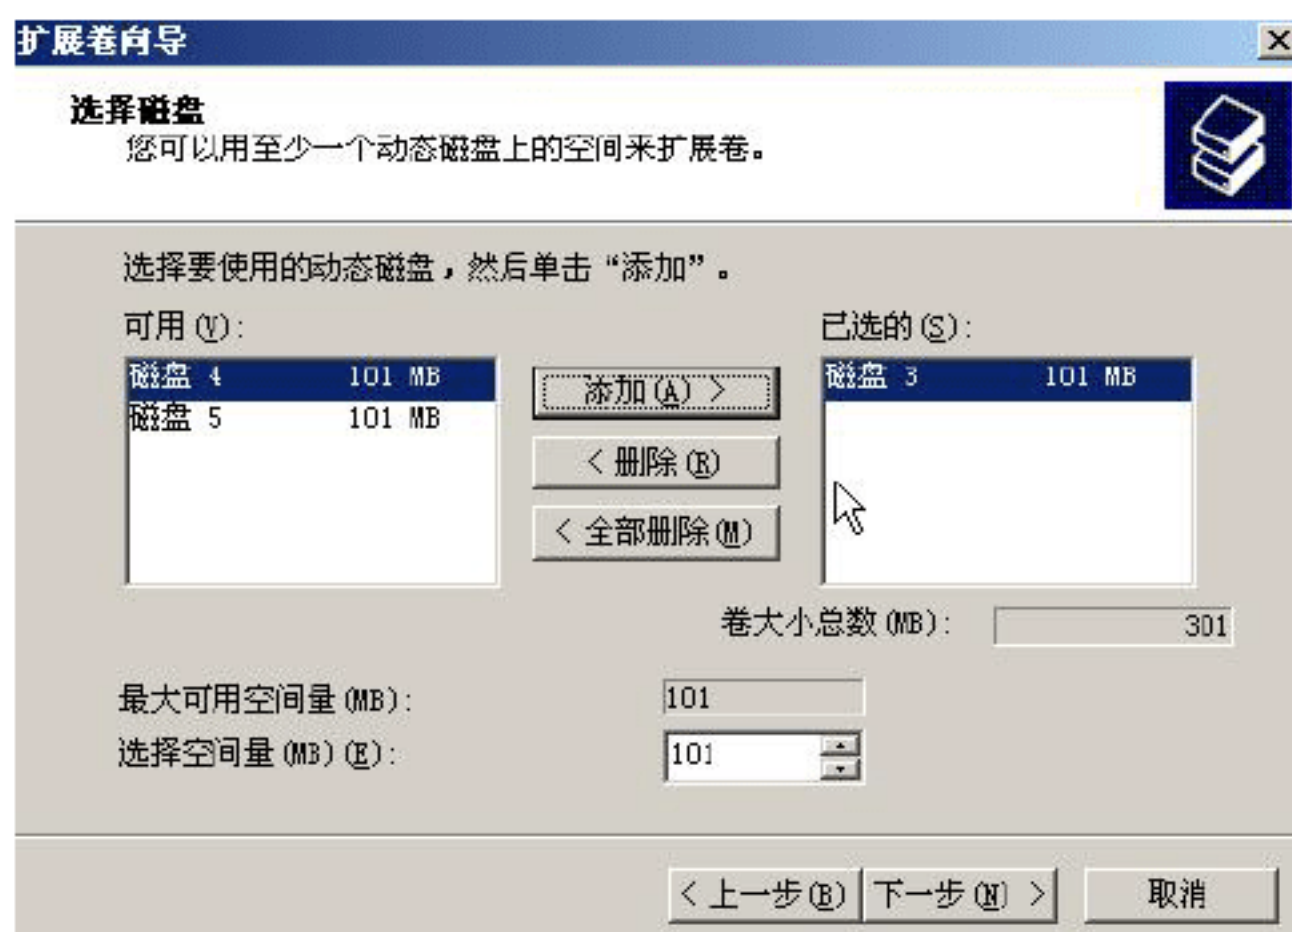 扩展卷向导
选择磁盘
您可以用至少一个动态磁盘上的空间来扩展卷。
选择要使用的动态磁盘，然后单击“添加”。
可用(V): 已选的(S):
磁盘 4 101 MB 添加(A) > 磁盘 3 101 MB
磁盘 5 101 MB
< 删除(R)
< 全部删除(M)
卷大小总数(MB): 301
最大可用空间量(MB): 101
选择空间量(MB)(E): 101
< 上一步(B) 下一步(N) > 取消